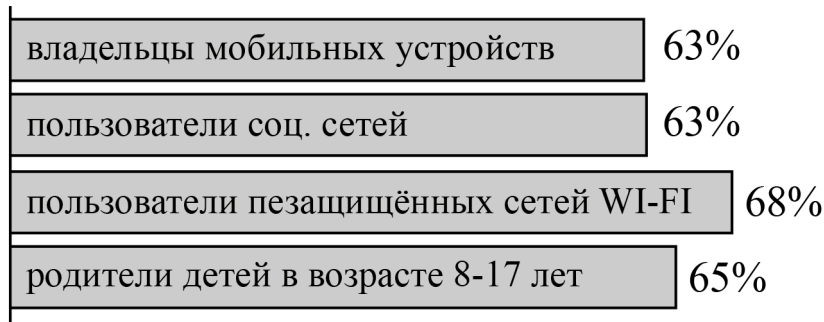 владельцы мобильных устройств 63%
пользователи соц. сетей 63%
пользователи пезащищённых сетей WI-FI 68%
родители детей в возрасте 8-17 лет 65%